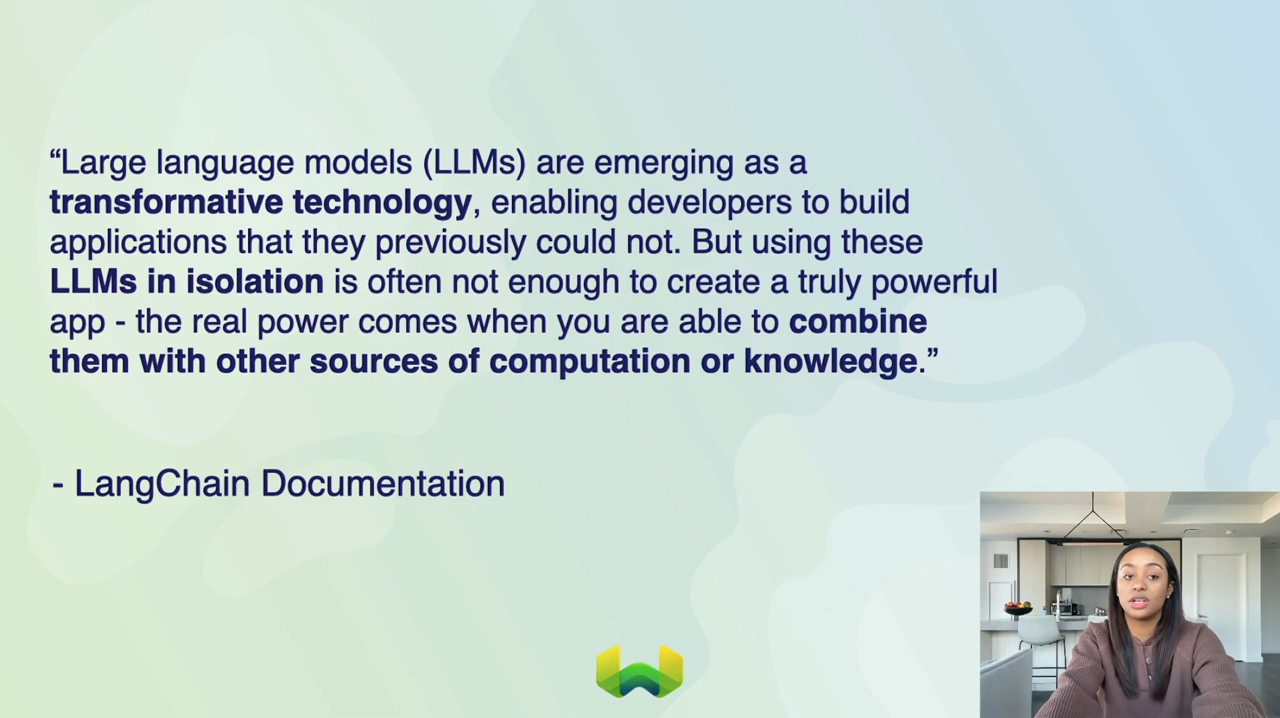 “Large language models (LLMs) are emerging as a
transformative technology, enabling developers to build
applications that they previously could not. But using these
LLMs in isolation is often not enough to create a truly powerful
app - the real power comes when you are able to combine
them with other sources of computation or knowledge.”
- LangChain Documentation